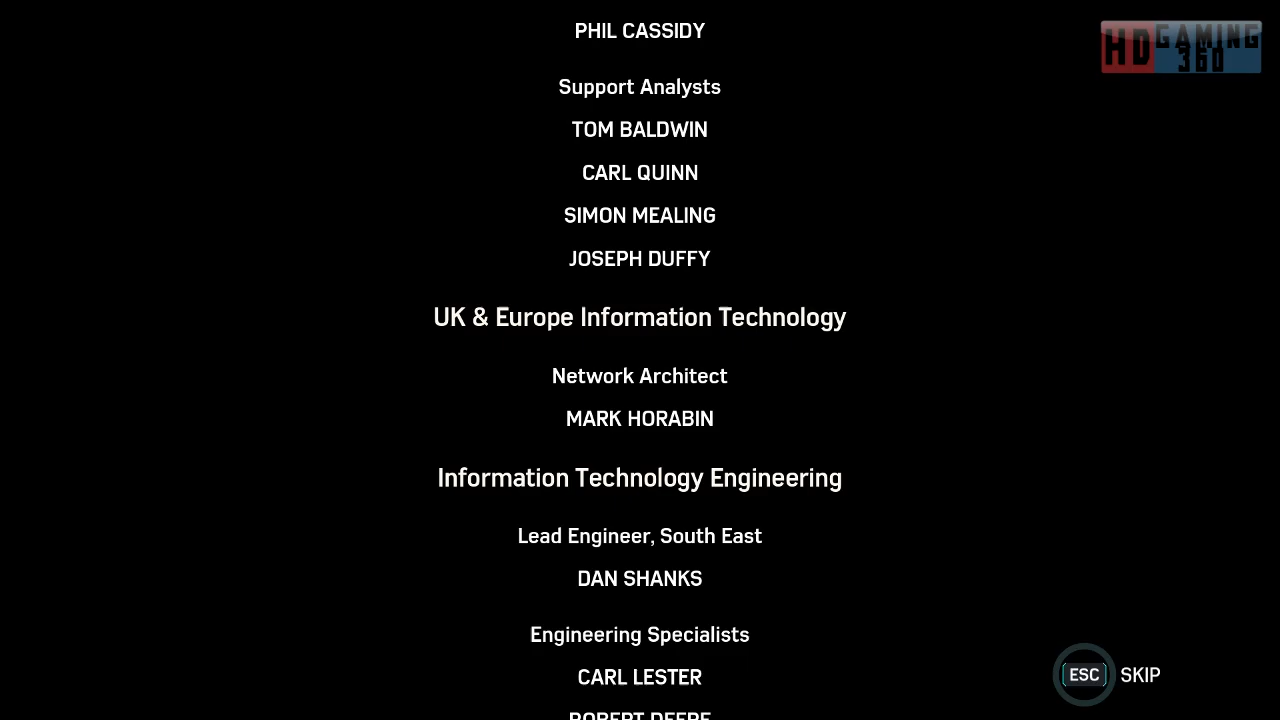 PHIL CASSIDY
HD GAMING
360
Support Analysts
TOM BALDWIN
CARL QUINN
SIMON MEALING
JOSEPH DUFFY
UK & Europe Information Technology
Network Architect
MARK HORABIN
Information Technology Engineering
Lead Engineer, South East
DAN SHANKS
Engineering Specialists
CARL LESTER
ESC SKIP
ROBERT